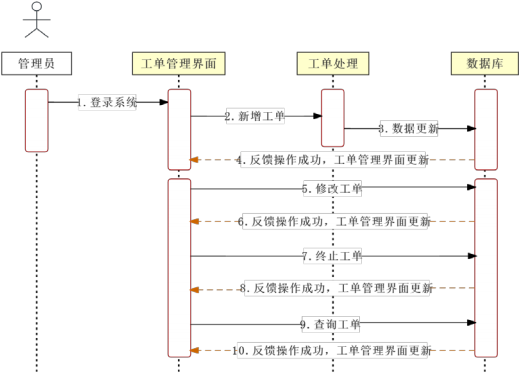 管理员
工单管理界面
工单处理
数据库
1.登录系统
2.新增工单
3.数据更新
4.反馈操作成功，工单管理界面更新
5.修改工单
6.反馈操作成功，工单管理界面更新
7.终止工单
8.反馈操作成功，工单管理界面更新
9.查询工单
10.反馈操作成功，工单管理界面更新